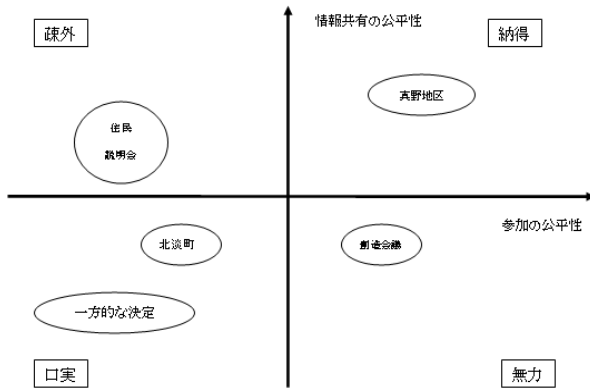 疎外
情報共有の公平性
納得
真野地区
住民
説明会
参加の公平性
北淡町
創造会議
一方的な決定
口実
無力